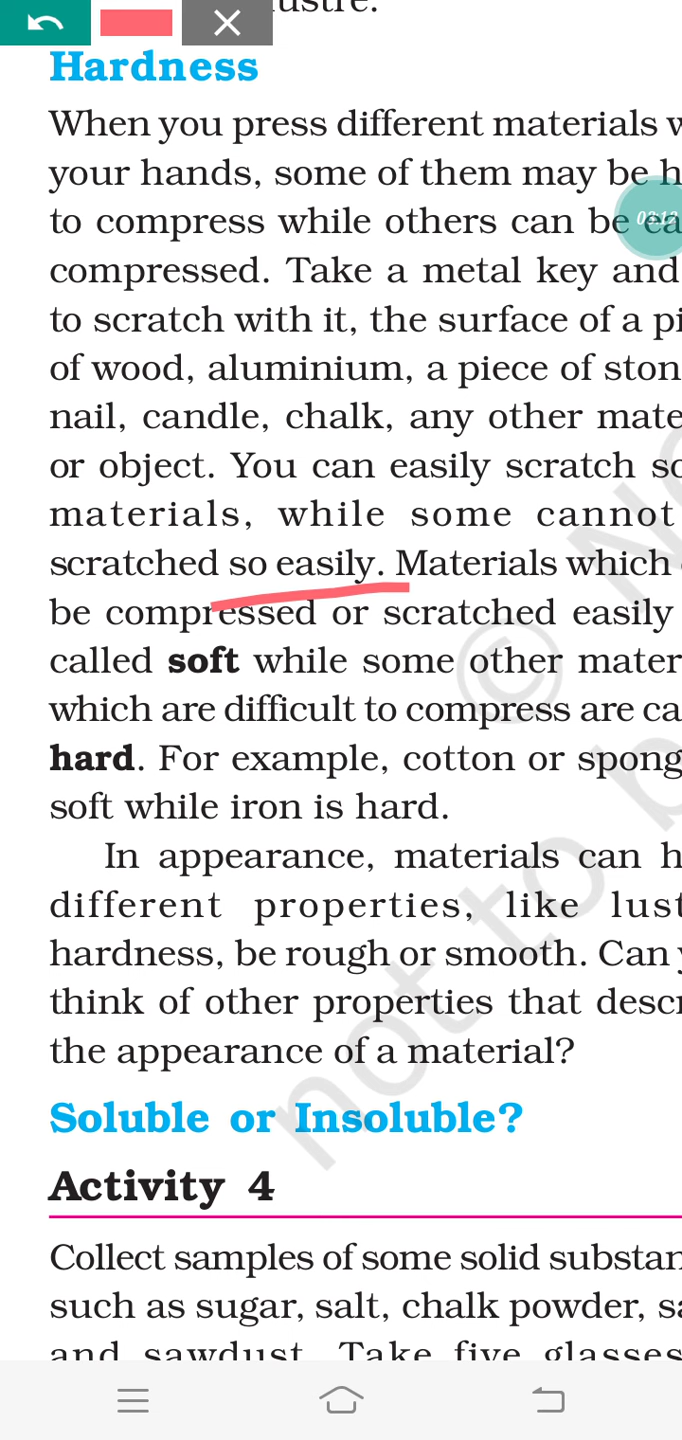 Hardness
When you press different materials
your hands, some of them may be
to compress while others can be
compressed. Take a metal key and
to scratch with it, the surface of a
of wood, aluminium, a piece of
nail, candle, chalk, any other
or object. You can easily scratch
materials, while some cannot
scratched so easily. Materials which
be compressed or scratched easily
called soft while some other
which are difficult to compress are
hard. For example, cotton or
soft while iron is hard.
In appearance, materials can
different properties, like
hardness, be rough or smooth. Can
think of other properties that
the appearance of a material?
Soluble or Insoluble?
Activity 4
Collect samples of some solid
such as sugar, salt, chalk powder,
and sawdust. Take five glasses
not to b